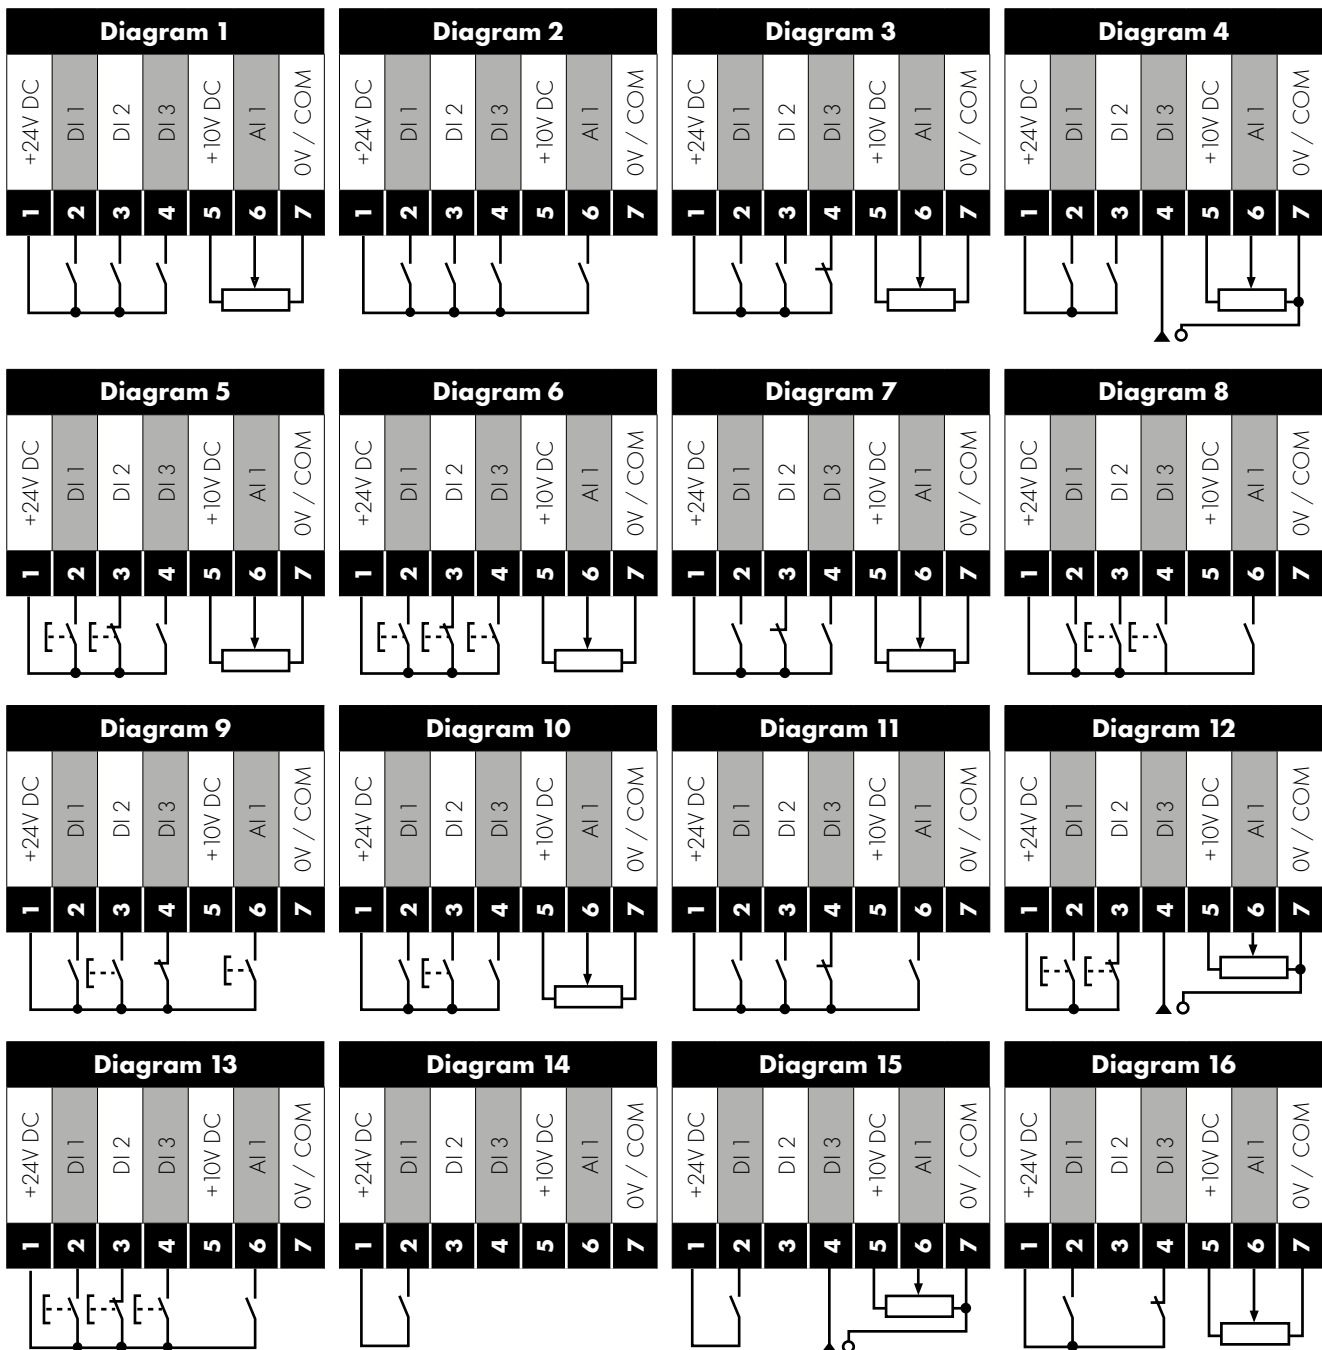 Diagram 1 Diagram 2 Diagram 3 Diagram 4
+24V DC DI 1 DI 2 DI 3 +10V DC AI 1 0V / COM +24V DC DI 1 DI 2 DI 3 +10V DC AI 1 0V / COM +24V DC DI 1 DI 2 DI 3 +10V DC AI 1 0V / COM +24V DC DI 1 DI 2 DI 3 +10V DC AI 1 0V / COM
1 2 3 4 5 6 7 1 2 3 4 5 6 7 1 2 3 4 5 6 7 1 2 3 4 5 6 7
Diagram 5 Diagram 6 Diagram 7 Diagram 8
+24V DC DI 1 DI 2 DI 3 +10V DC AI 1 0V / COM +24V DC DI 1 DI 2 DI 3 +10V DC AI 1 0V / COM +24V DC DI 1 DI 2 DI 3 +10V DC AI 1 0V / COM +24V DC DI 1 DI 2 DI 3 +10V DC AI 1 0V / COM
1 2 3 4 5 6 7 1 2 3 4 5 6 7 1 2 3 4 5 6 7 1 2 3 4 5 6 7
Diagram 9 Diagram 10 Diagram 11 Diagram 12
+24V DC DI 1 DI 2 DI 3 +10V DC AI 1 0V / COM +24V DC DI 1 DI 2 DI 3 +10V DC AI 1 0V / COM +24V DC DI 1 DI 2 DI 3 +10V DC AI 1 0V / COM +24V DC DI 1 DI 2 DI 3 +10V DC AI 1 0V / COM
1 2 3 4 5 6 7 1 2 3 4 5 6 7 1 2 3 4 5 6 7 1 2 3 4 5 6 7
Diagram 13 Diagram 14 Diagram 15 Diagram 16
+24V DC DI 1 DI 2 DI 3 +10V DC AI 1 0V / COM +24V DC DI 1 DI 2 DI 3 +10V DC AI 1 0V / COM +24V DC DI 1 DI 2 DI 3 +10V DC AI 1 0V / COM +24V DC DI 1 DI 2 DI 3 +10V DC AI 1 0V / COM
1 2 3 4 5 6 7 1 2 3 4 5 6 7 1 2 3 4 5 6 7 1 2 3 4 5 6 7